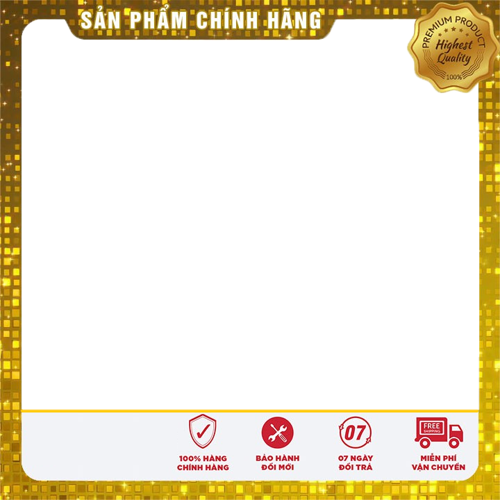 SẢN PHẨM CHÍNH HÃNG
PREMIUM PRODUCT
Highest
Quality
100%
100% HÀNG
CHÍNH HÃNG
BẢO HÀNH
ĐỔI MỚI
07
07 NGÀY
ĐỔI TRẢ
FREE
SHIPPING
MIỄN PHÍ
VẬN CHUYỂN